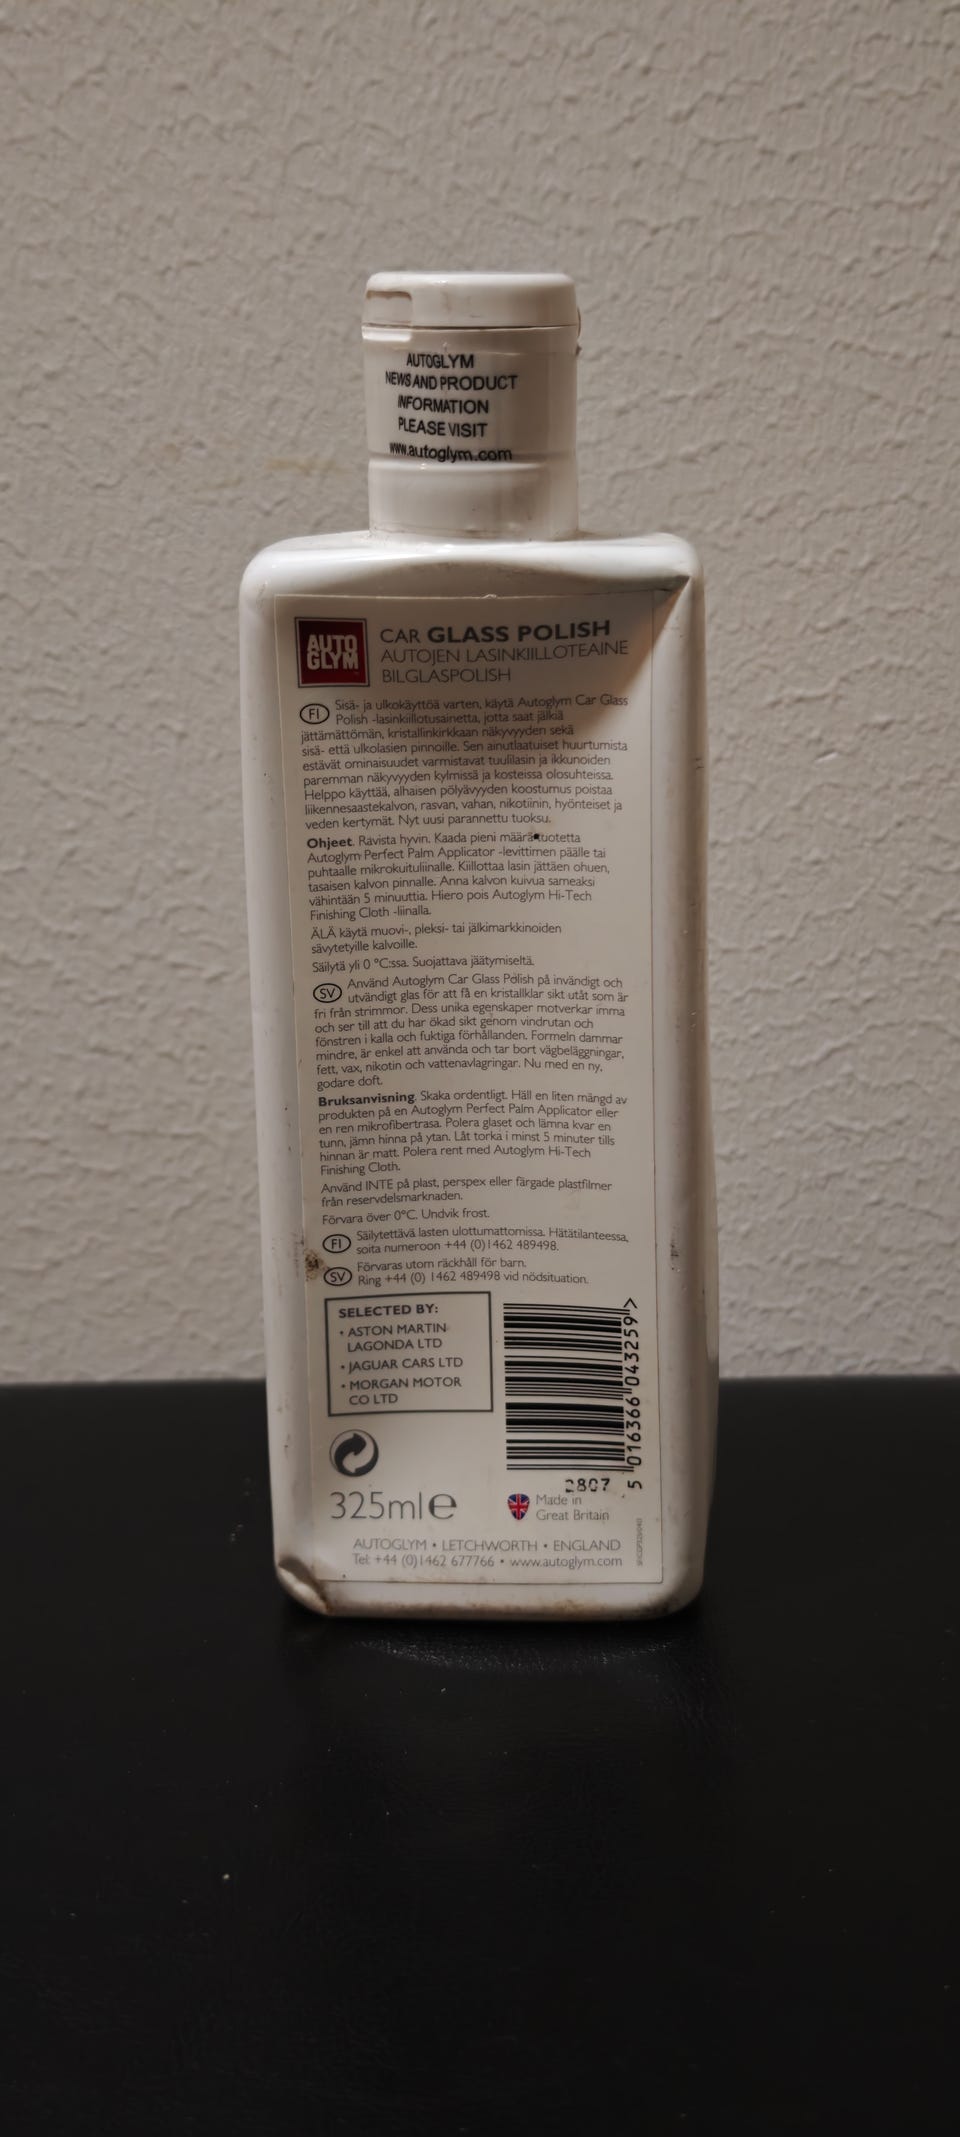 AUTOGLYM
NEWS AND PRODUCT
INFORMATION
PLEASE VISIT
www.autoglym.com
AUTO
GLYM
CAR GLASS POLISH
AUTOJEN LASINKIILLOTEAINE
BILGLASPOLISH
FI Sisä- ja ulkokäyttöä varten, käytä Autoglym Car Glass
Polish -lasinkiillotusainetta, jotta saat jälkiä
jättämättömän, kristallinkirkkaan näkyvyyden sekä
sisä- että ulkolasien pinnoille. Sen ainutlaatuiset huurtumista
estävät ominaisuudet varmistavat tuulilasin ja ikkunoiden
paremman näkyvyyden kylmissä ja kosteissa olosuhteissa.
Helppo käyttää, alhaisen pölyävyyden koostumus poistaa
liikennesaastekalvon, rasvan, vahan, nikotiinin, hyönteiset ja
veden kertymät. Nyt uusi parannettu tuoksu.
Ohjeet. Ravista hyvin. Kaada pieni määrä tuotetta
Autoglym Perfect Palm Applicator -levittimen päälle tai
puhtaalle mikrokuituliinalle. Kiillottaa lasin jättäen ohuen,
tasaisen kalvon pinnalle. Anna kalvon kuivua sameaksi
vähintään 5 minuuttia. Hiero pois Autoglym Hi-Tech
Finishing Cloth -liinalla.
ÄLÄ käytä muovi-, pleksi- tai jälkimarkkinoiden
sävytetyille kalvoille.
Säilytä yli 0 °C:ssa. Suojattava jäätymiseltä.
SV Använd Autoglym Car Glass Polish på invändigt och
utvändigt glas för att få en kristallklar sikt utåt som är
fri från strimmor. Dess unika egenskaper motverkar imma
och ser till att du har ökad sikt genom vindrutan och
fönstren i kalla och fuktiga förhållanden. Formeln dammar
mindre, är enkel att använda och tar bort vägbeläggningar,
fett, vax, nikotin och vattenavlagringar. Nu med en ny,
godare doft.
Bruksanvisning. Skaka ordentligt. Häll en liten mängd av
produkten på en Autoglym Perfect Palm Applicator eller
en ren mikrofibertrasa. Polera glaset och lämna kvar en
tunn, jämn hinna på ytan. Låt torka i minst 5 minuter tills
hinnan är matt. Polera rent med Autoglym Hi-Tech
Finishing Cloth.
Använd INTE på plast, perspex eller färgade plastfilmer
från reservdelsmarknaden.
Förvara över 0°C. Undvik frost.
FI Säilytettävä lasten ulottumattomissa. Hätätilanteessa,
soita numeroon +44 (0)1462 489498.
SV Förvaras utom räckhåll för barn.
Ring +44 (0) 1462 489498 vid nödsituation.
SELECTED BY:
• ASTON MARTIN
LAGONDA LTD
• JAGUAR CARS LTD
• MORGAN MOTOR
CO LTD
5 016366 043259 >
2807
325ml e
Made in
Great Britain
AUTOGLYM • LETCHWORTH • ENGLAND
Tel: +44 (0)1462 677766 • www.autoglym.com